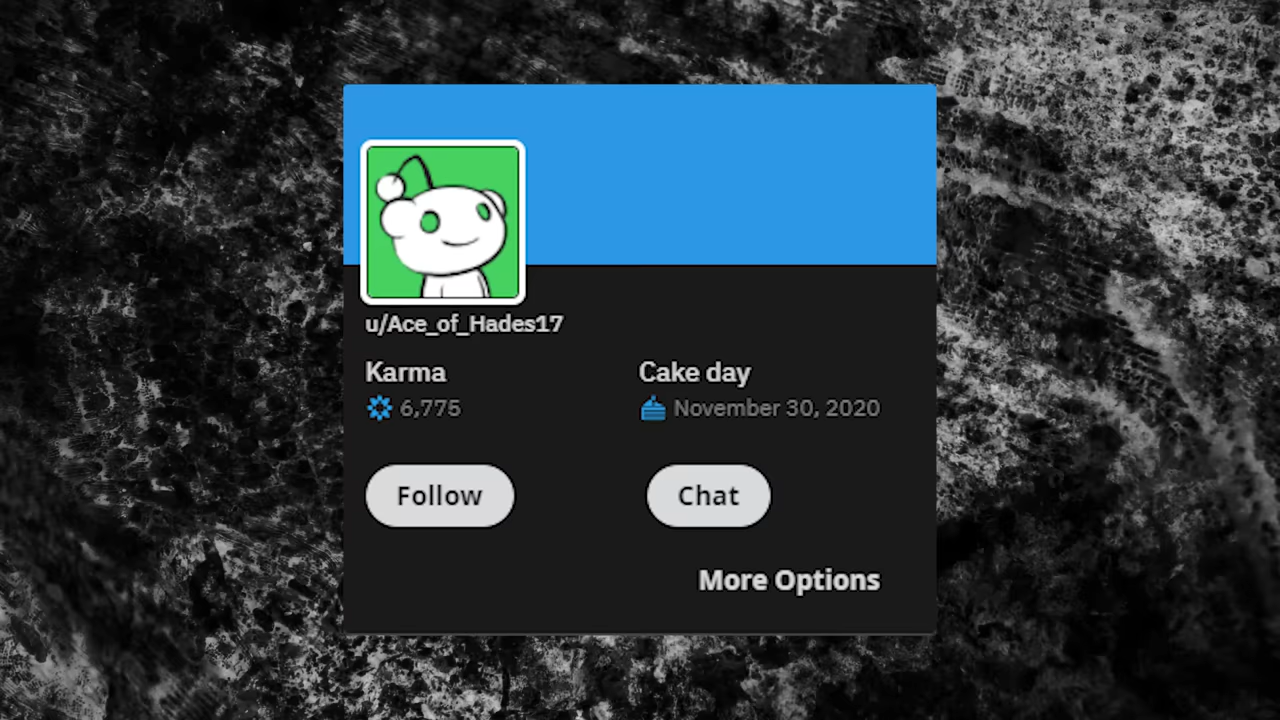 u/Ace_of_Hades17
Karma
Cake day
6,775
November 30, 2020
Follow
Chat
More Options